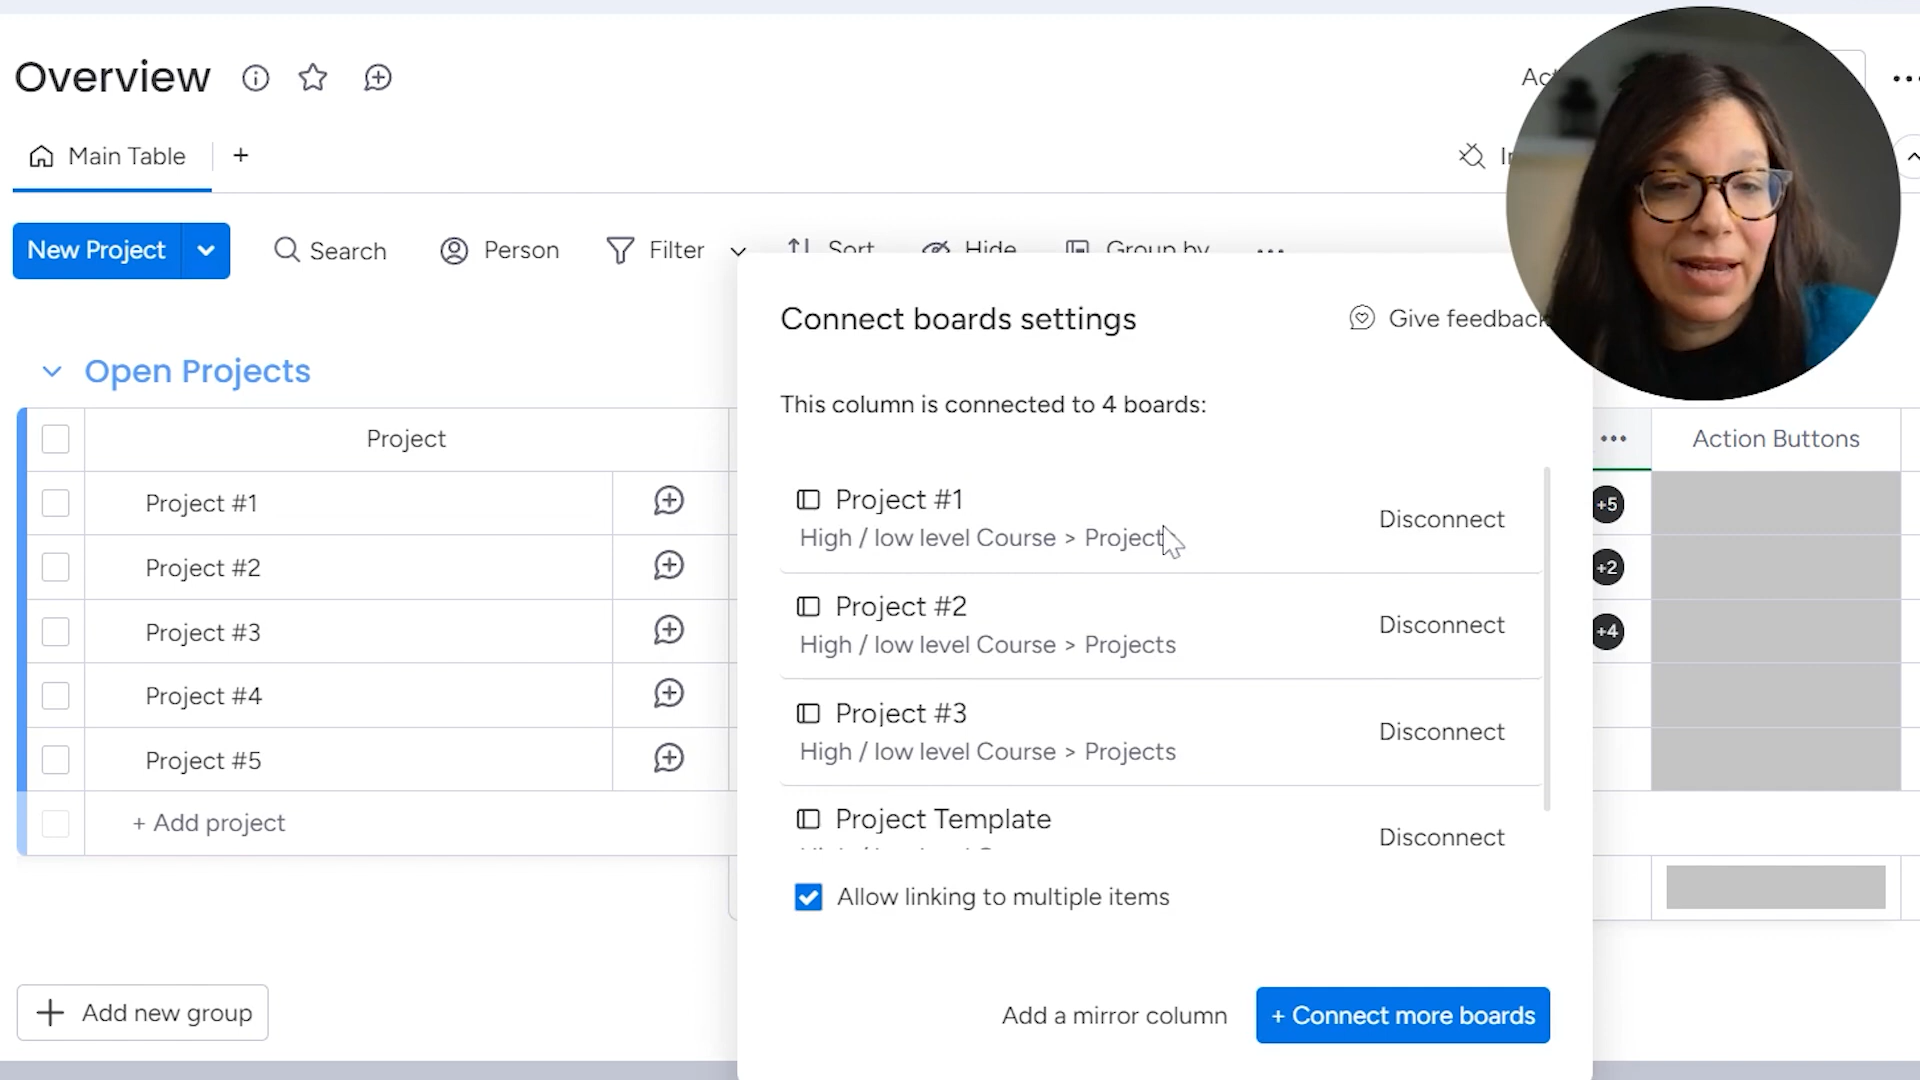 Overview
Main Table
New Project
Search
Person
Filter
Sort
Hide
Group by
Open Projects
Project
Project #1
Project #2
Project #3
Project #4
Project #5
+ Add project
Add new group
Connect boards settings
Give feedback
This column is connected to 4 boards:
Project #1
High / low level Course > Projects
Disconnect
Project #2
High / low level Course > Projects
Disconnect
Project #3
High / low level Course > Projects
Disconnect
Project Template
Disconnect
Allow linking to multiple items
Add a mirror column
+ Connect more boards
Action Buttons
+5
+2
+4